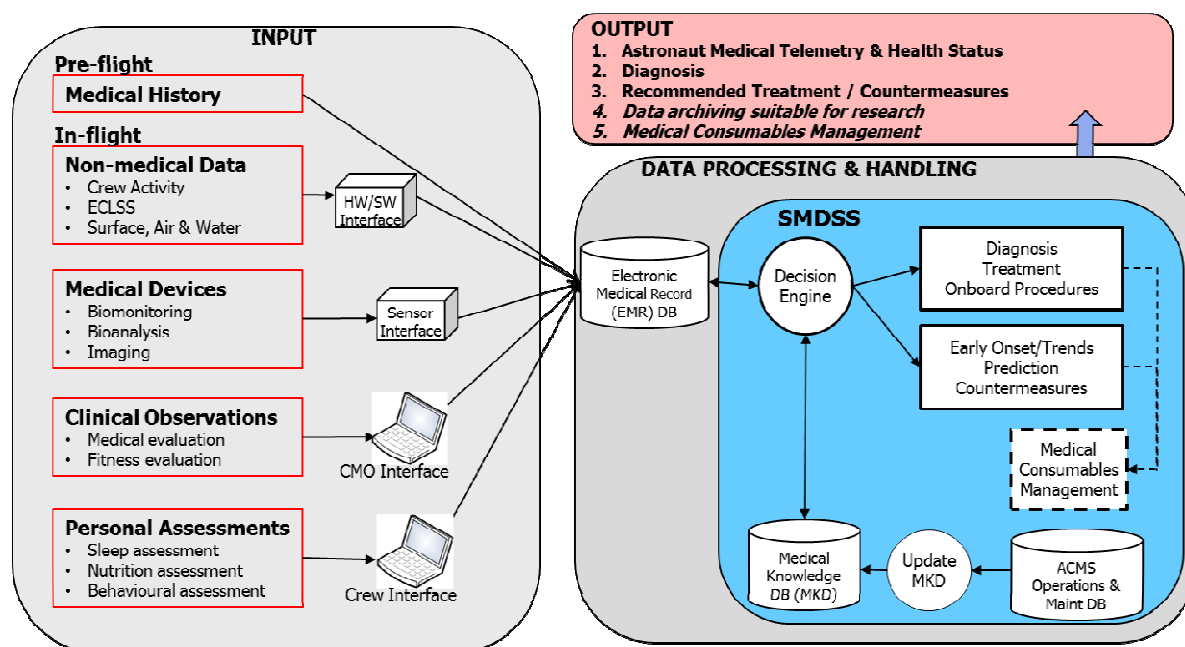 INPUT
Pre-flight
Medical History
In-flight
Non-medical Data
• Crew Activity
• ECLSS
• Surface, Air & Water
HW/SW
Interface
Medical Devices
• Biomonitoring
• Bioanalysis
• Imaging
Sensor
Interface
Clinical Observations
• Medical evaluation
• Fitness evaluation
CMO Interface
Personal Assessments
• Sleep assessment
• Nutrition assessment
• Behavioural assessment
Crew Interface
OUTPUT
1. Astronaut Medical Telemetry & Health Status
2. Diagnosis
3. Recommended Treatment / Countermeasures
4. Data archiving suitable for research
5. Medical Consumables Management
DATA PROCESSING & HANDLING
Electronic
Medical Record
(EMR) DB
SMDSS
Decision
Engine
Diagnosis
Treatment
Onboard Procedures
Early Onset/Trends
Prediction
Countermeasures
Medical
Consumables
Management
Medical
Knowledge
DB (MKD)
Update
MKD
ACMS
Operations &
Maint DB